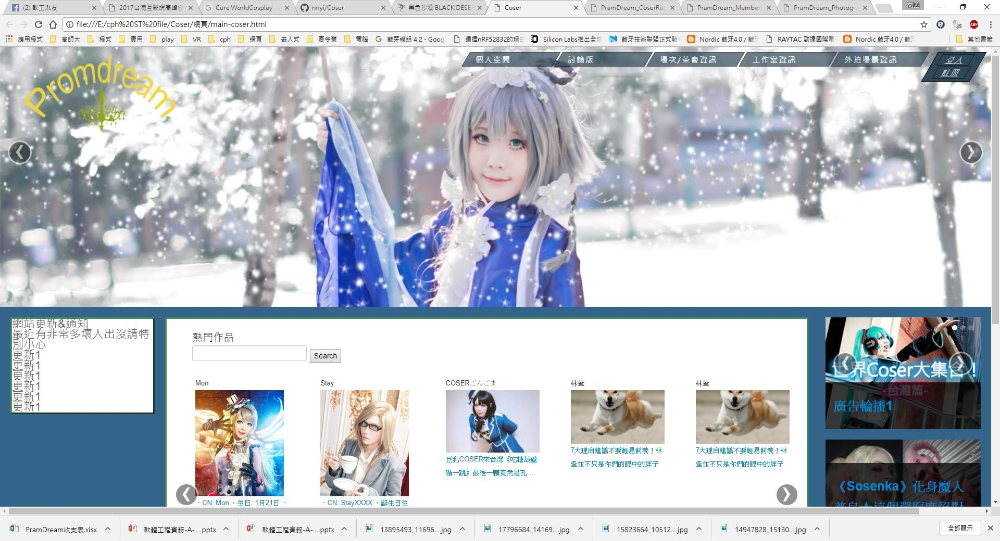 (2) 軟工系友
2017台灣互聯網高峰會
Cure WorldCosplay -
nnyi/Coser
黑色沙漠 BLACK DESE
Coser
PramDream_CoserReg
PramDream_Member
PramDream_Photogra
文義
file:///E:/cph%20ST%20file/Coser/網頁/main-coser.html
應用程式
高師大
程式
實用
play
VR
cph
網頁
嵌入式
夏令營
電腦
藍芽模組 4.2 - Goog
選擇nRF52832的理由
Silicon Labs推出全球
藍牙技術聯盟正式發
Nordic 藍牙4.0 / 藍牙
RAYTAC 勁達國際電
Nordic 藍牙4.0 / 藍牙
其他書籤
Promdream
個人空間
討論版
場次/茶會資訊
工作室資訊
外拍場景資訊
登入
註冊
網站更新&通知
最近有非常多壞人出沒請特
別小心
更新1
更新1
更新1
更新1
更新1
更新1
熱門作品
Search
Mon
Stay
COSERごんごま
林夆
林夆
・CN: Mon ・生日: 1月21日 ・
・CN: StayXXXX ・誕生日生
巨乳COSER來台灣《吃糖葫蘆
嚇一跳》最後一顆竟然是孔...
7大理由建議不要輕易飼養！林
夆並不只是你們的眼中的胖子
7大理由建議不要輕易飼養！林
夆並不只是你們的眼中的胖子
世界Coser大集合！
-台灣篇-
廣告輪播1
《Sosenka》化身魔人
普烏★這個還原度絕對
PramDream收支表.xlsx
軟體工程實務-A-....pptx
軟體工程實務-A-....pptx
13895493_11696....jpg
17796684_14169....jpg
15823664_10512....jpg
14947828_15130....jpg
全部顯示